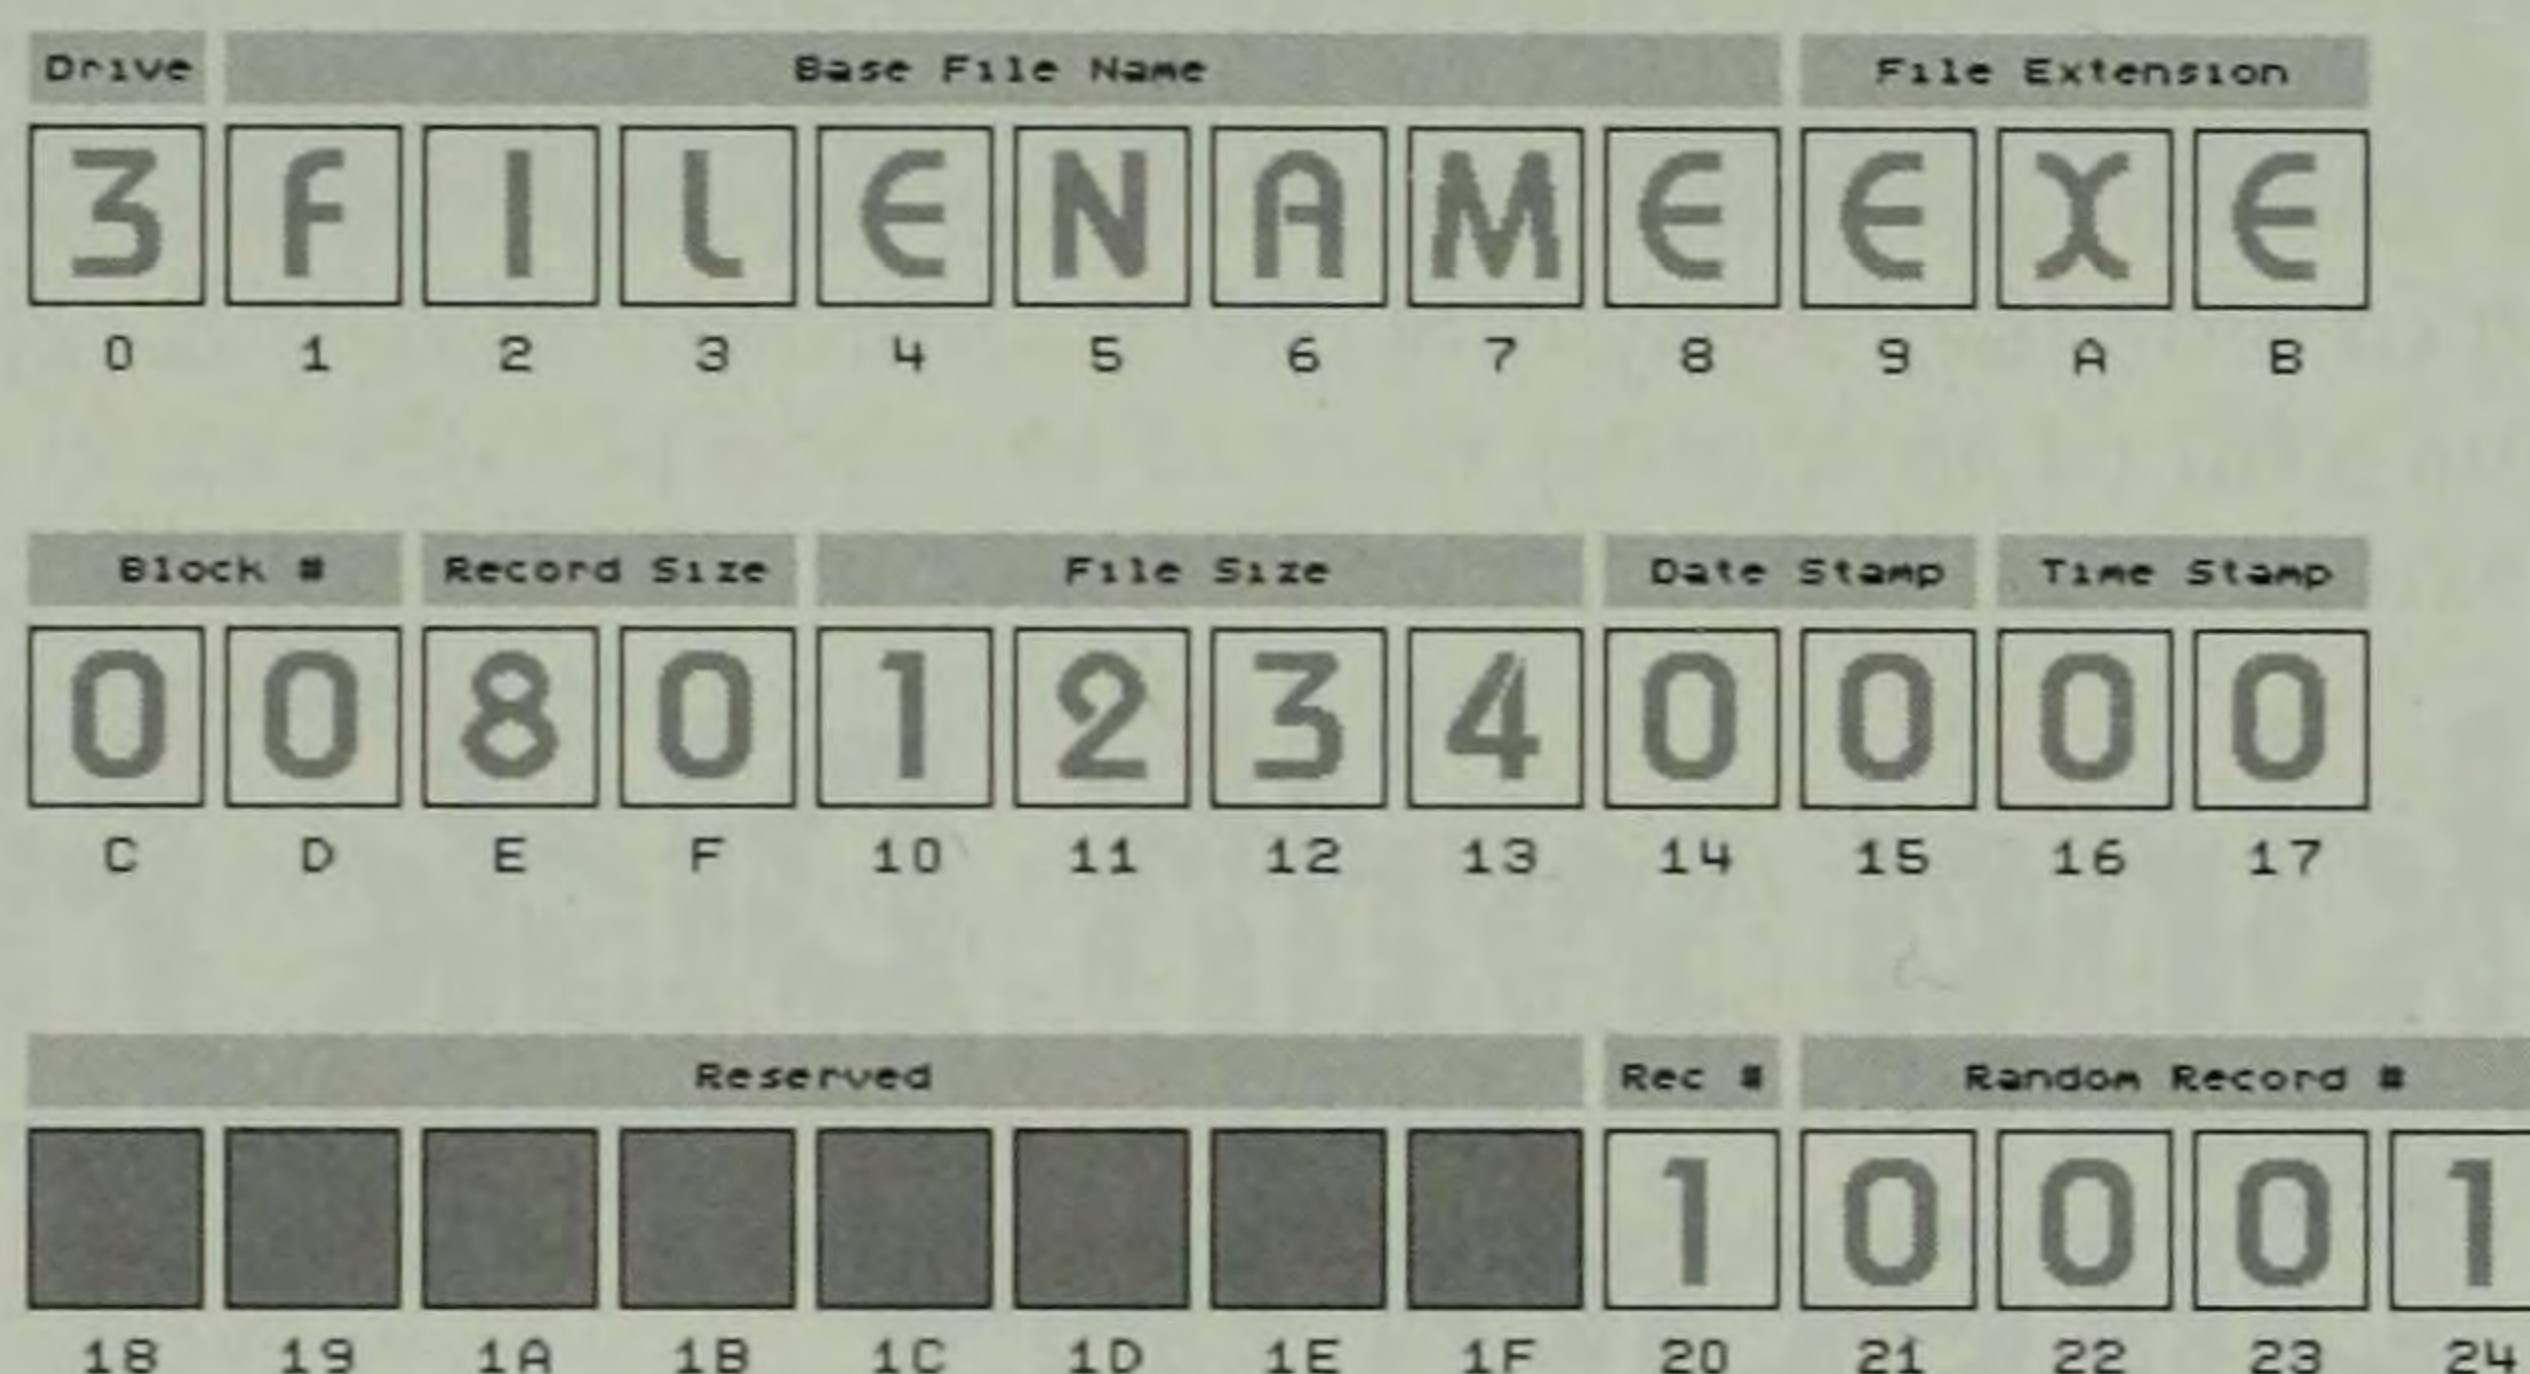 Drive Base File Name File Extension
3 F I L E N A M E E X E
0 1 2 3 4 5 6 7 8 9 A B
Block # Record Size File Size Date Stamp Time Stamp
0 0 8 0 1 2 3 4 0 0 0 0
C D E F 10 11 12 13 14 15 16 17
Reserved Rec # Random Record #
1 0 0 0 1
18 19 1A 1B 1C 1D 1E 1F 20 21 22 23 24